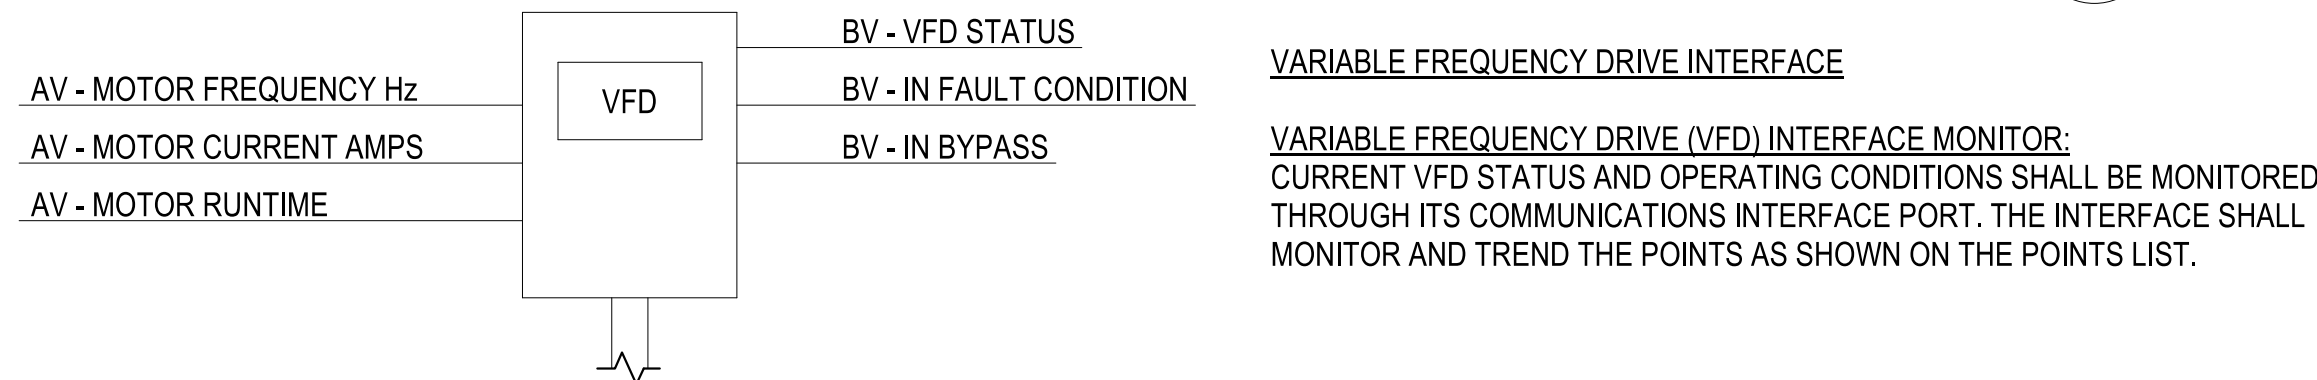 AV - MOTOR FREQUENCY Hz
AV - MOTOR CURRENT AMPS
AV - MOTOR RUNTIME
VFD
BV - VFD STATUS
BV - IN FAULT CONDITION
BV - IN BYPASS
VARIABLE FREQUENCY DRIVE INTERFACE
VARIABLE FREQUENCY DRIVE (VFD) INTERFACE MONITOR:
CURRENT VFD STATUS AND OPERATING CONDITIONS SHALL BE MONITORED
THROUGH ITS COMMUNICATIONS INTERFACE PORT. THE INTERFACE SHALL
MONITOR AND TREND THE POINTS AS SHOWN ON THE POINTS LIST.